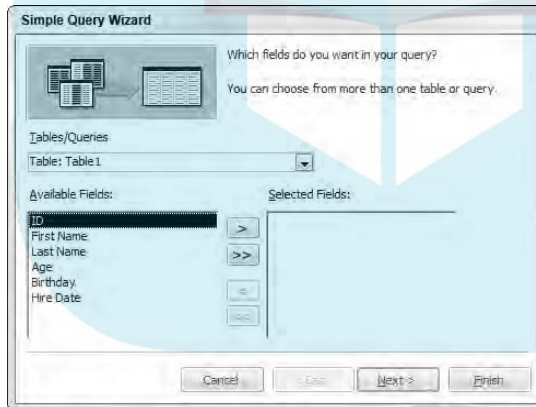 Simple Query Wizard
Which fields do you want in your query?
You can choose from more than one table or query.
Tables/Queries
Table: Table1
Available Fields:
Selected Fields:
ID
First Name
Last Name
Age
Birthday
Hire Date
>
>>
<
<<
Cancel
< Back
Next >
Finish